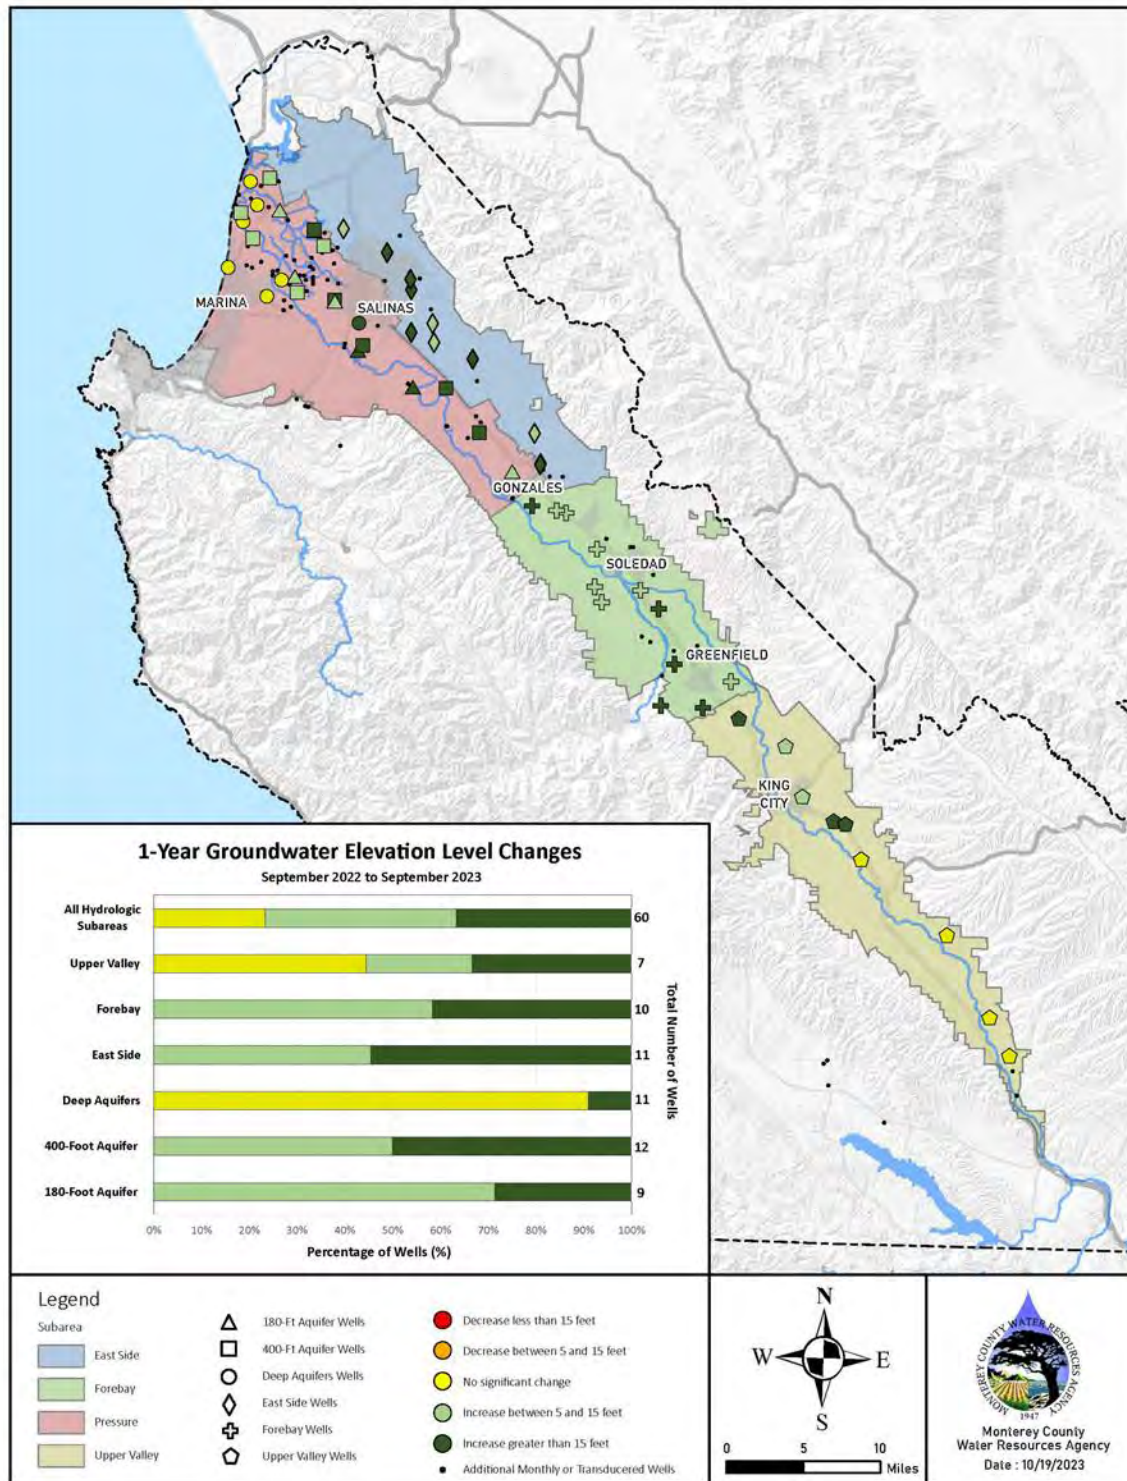 MARINA
SALINAS
GONZALES
SOLEDAD
GREENFIELD
KING
CITY
1-Year Groundwater Elevation Level Changes
September 2022 to September 2023
All Hydrologic
Subareas
60
Upper Valley
7
Forebay
10
East Side
11
Deep Aquifers
11
400-Foot Aquifer
12
180-Foot Aquifer
9
Total Number of Wells
0% 10% 20% 30% 40% 50% 60% 70% 80% 90% 100%
Percentage of Wells (%)
Legend
Subarea
East Side
Forebay
Pressure
Upper Valley
180-Ft Aquifer Wells
400-Ft Aquifer Wells
Deep Aquifers Wells
East Side Wells
Forebay Wells
Upper Valley Wells
Decrease less than 15 feet
Decrease between 5 and 15 feet
No significant change
Increase between 5 and 15 feet
Increase greater than 15 feet
Additional Monthly or Transducered Wells
N
W E
S
0 5 10
Miles
MONTEREY COUNTY WATER RESOURCES AGENCY
1947
Monterey County
Water Resources Agency
Date : 10/19/2023